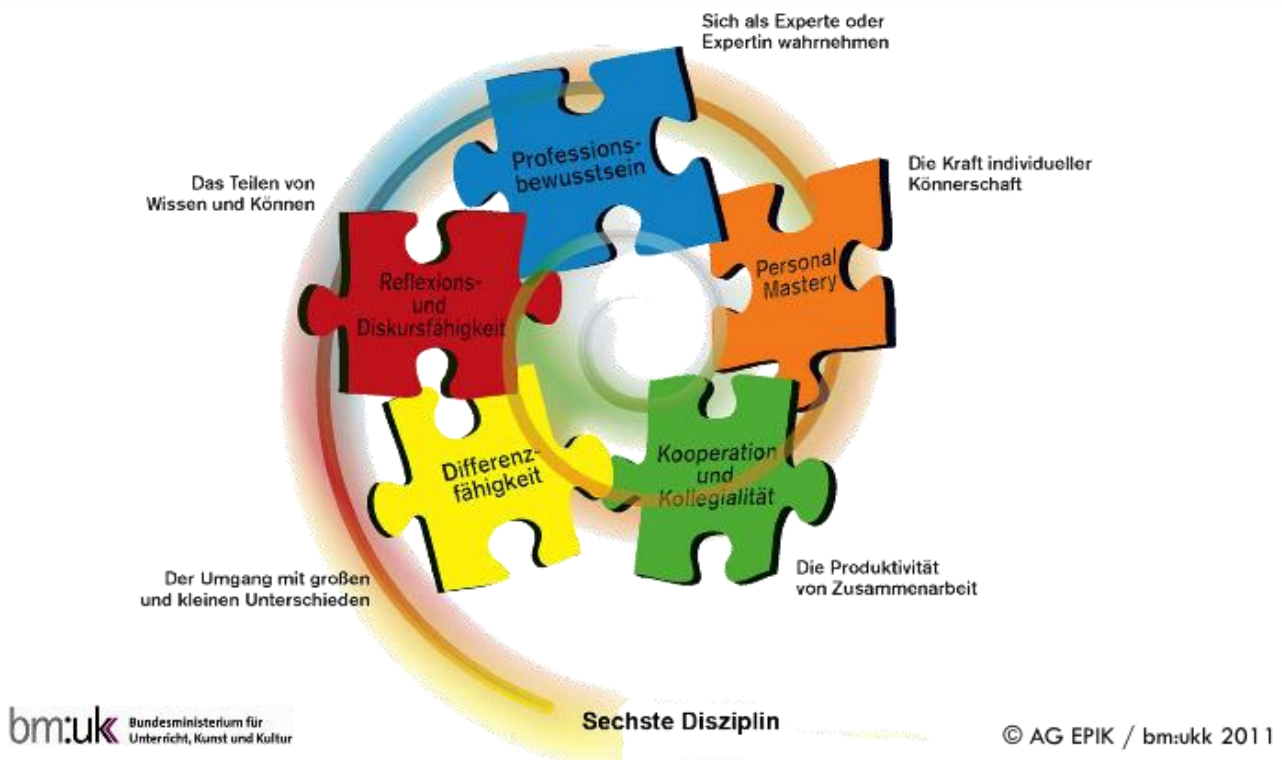 Sich als Experte oder
Expertin wahrnehmen
Professions-
bewusstsein
Die Kraft individueller
Könnerschaft
Das Teilen von
Wissen und Können
Personal
Mastery
Reflexions-
und
Diskursfähigkeit
Differenz-
fähigkeit
Kooperation
und
Kollegialität
Die Produktivität
von Zusammenarbeit
Der Umgang mit großen
und kleinen Unterschieden
Sechste Disziplin
bm:uk
Bundesministerium für
Unterricht, Kunst und Kultur
© AG EPIK / bm:ukk 2011